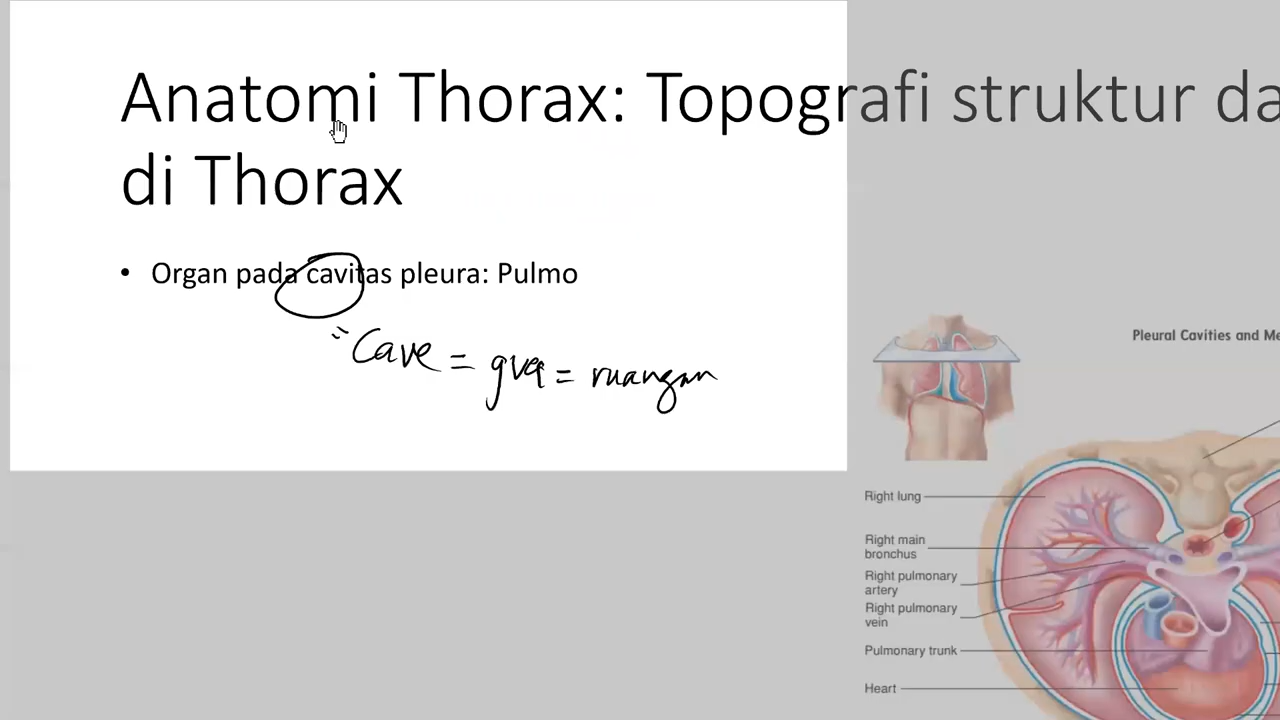 Anatomi Thorax: Topografi struktur da
di Thorax
• Organ pada cavitas pleura: Pulmo
= Cave = gua = ruangan
Pleural Cavities and Me
Right lung
Right main
bronchus
Right pulmonary
artery
Right pulmonary
vein
Pulmonary trunk
Heart